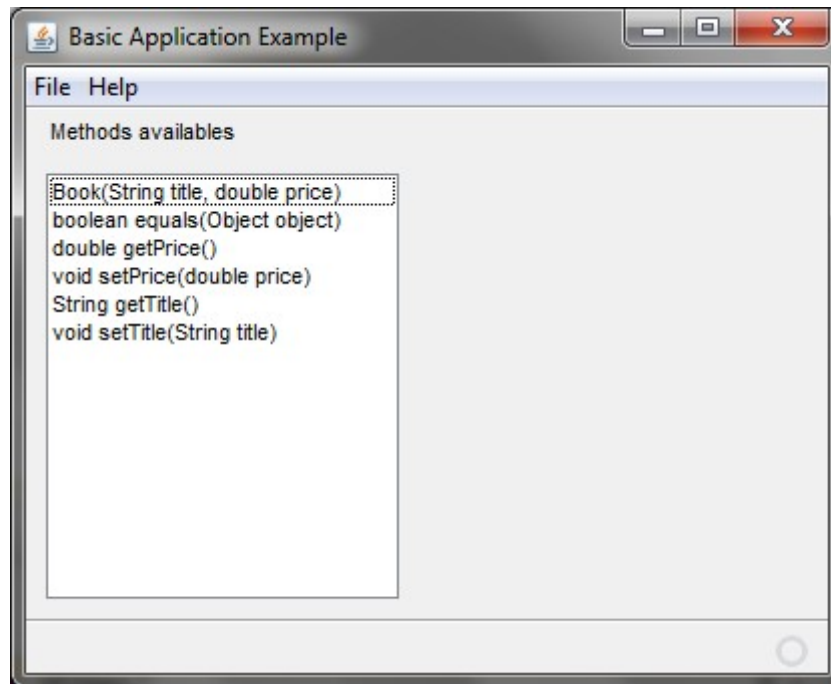 Basic Application Example
File Help
Methods availables
Book(String title, double price)
boolean equals(Object object)
double getPrice()
void setPrice(double price)
String getTitle()
void setTitle(String title)